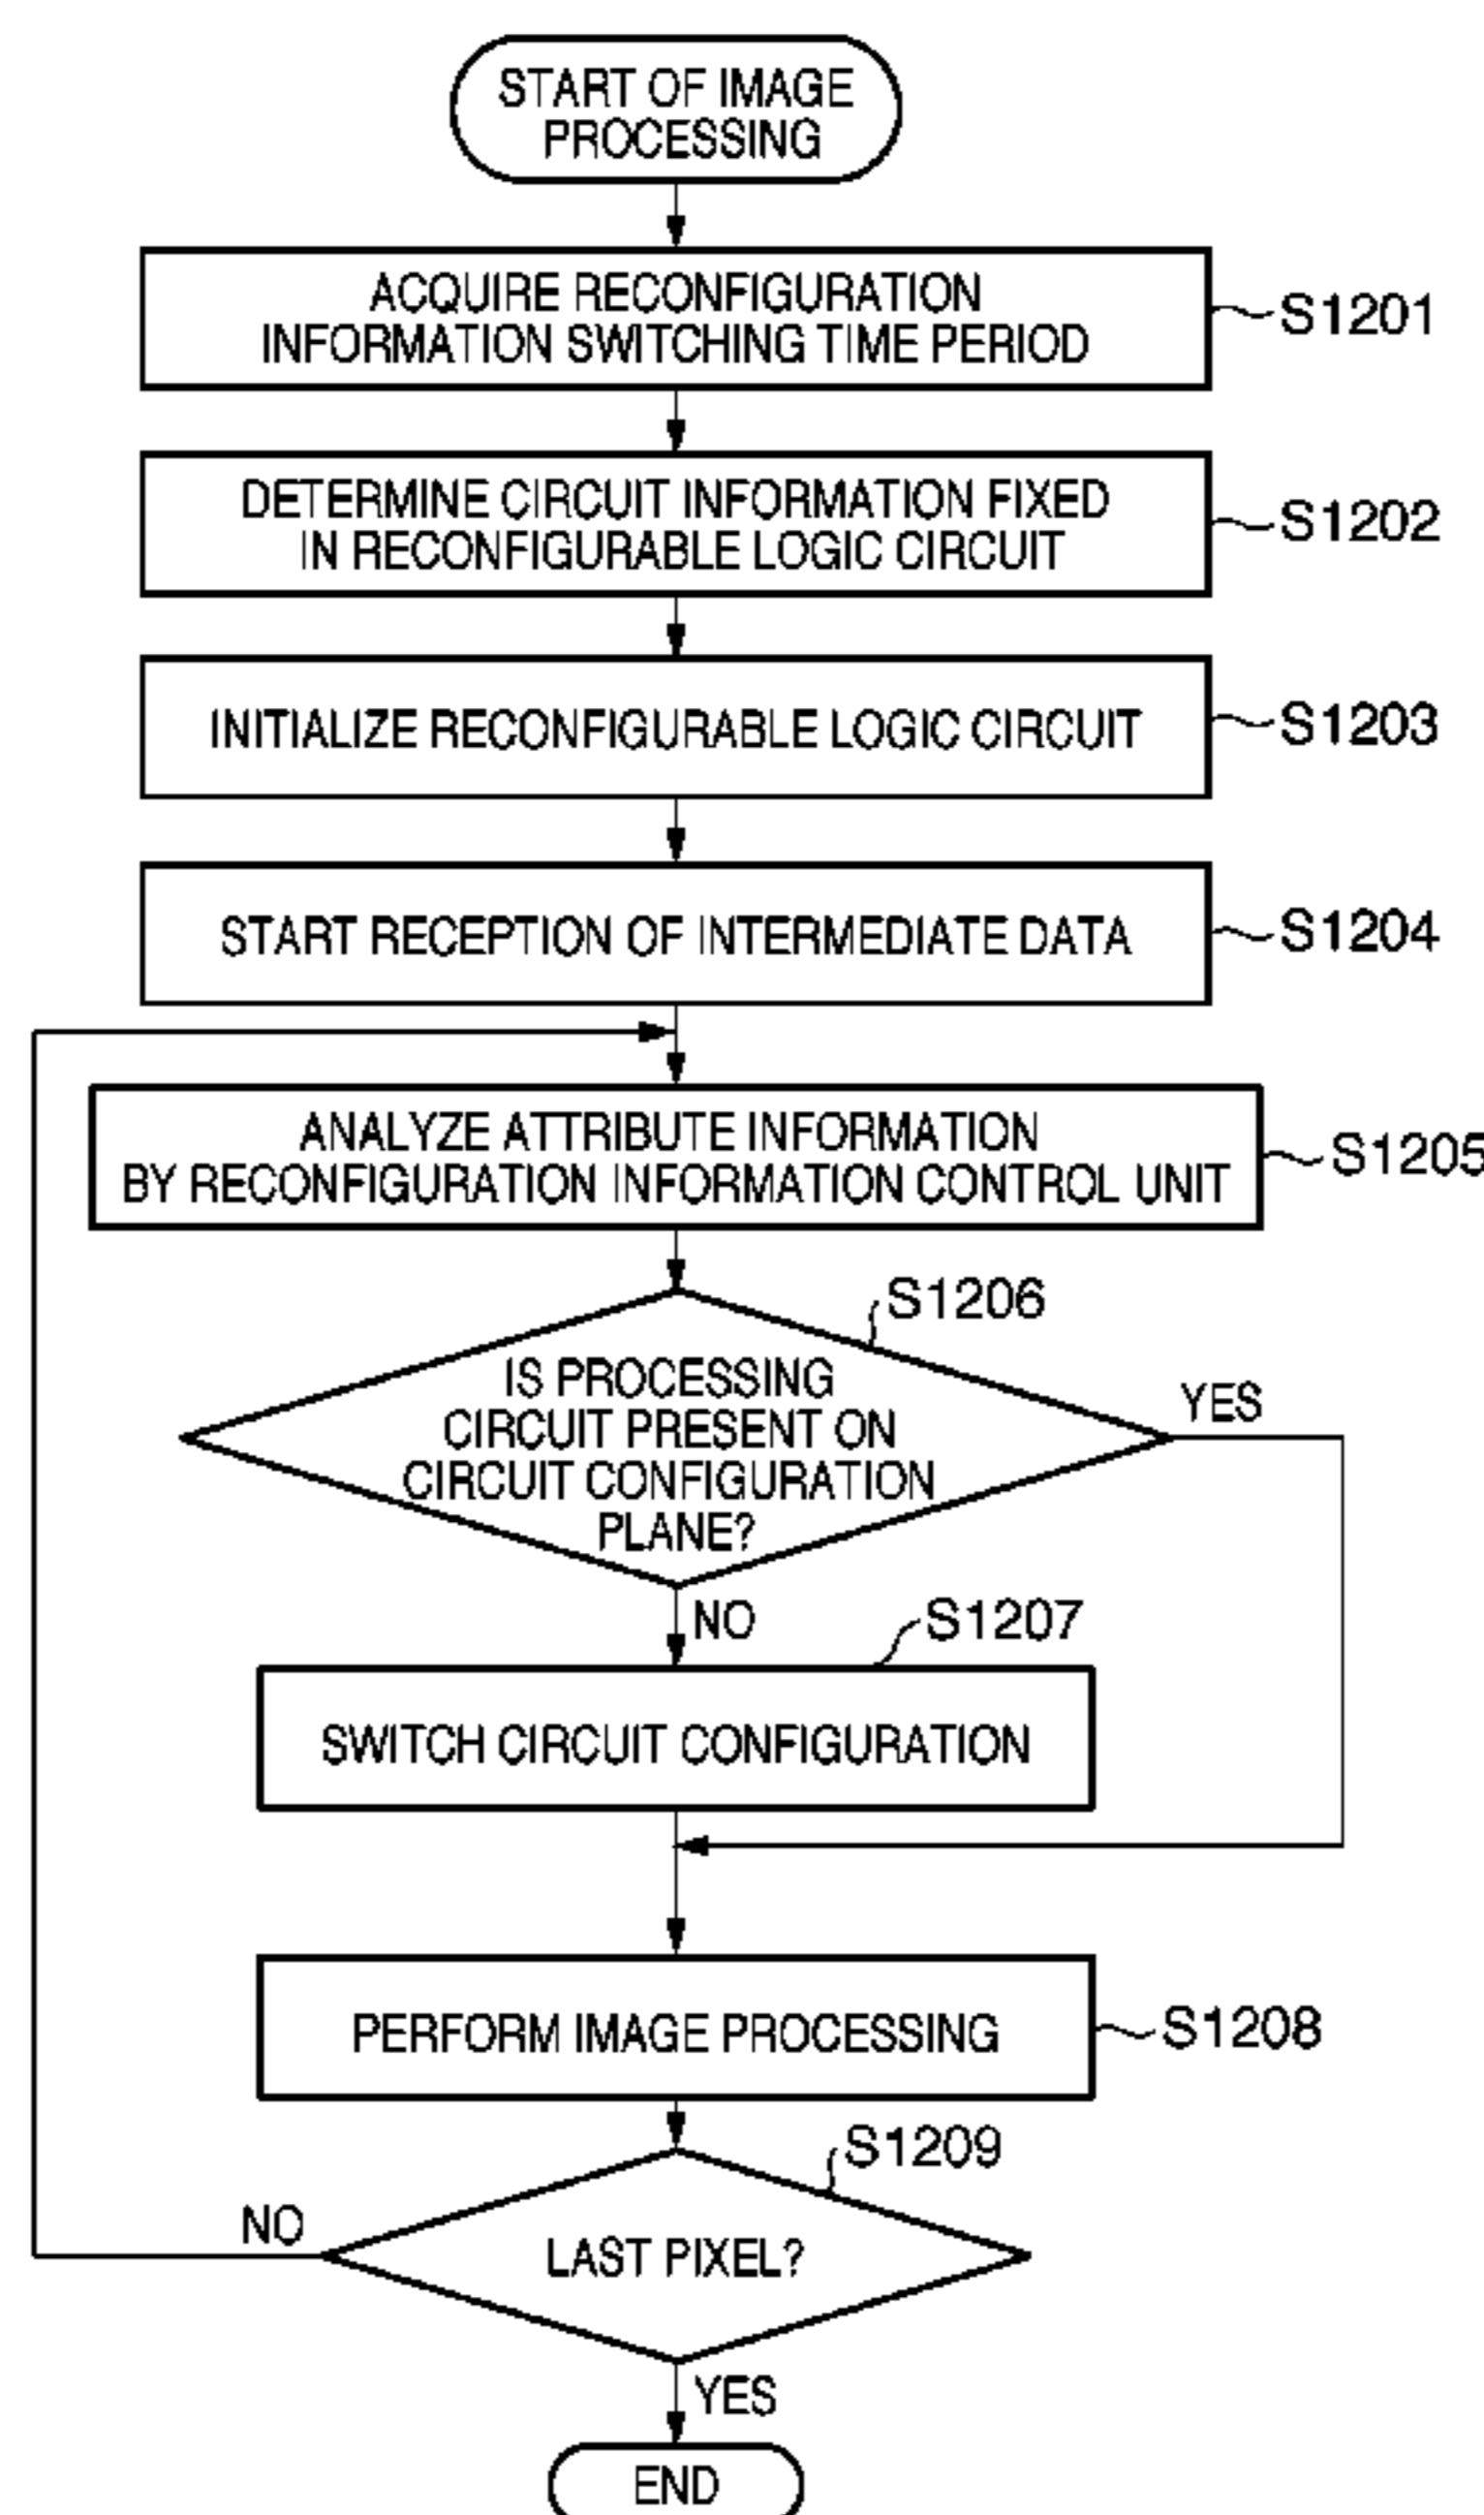 START OF IMAGE
PROCESSING
ACQUIRE RECONFIGURATION
INFORMATION SWITCHING TIME PERIOD
S1201
DETERMINE CIRCUIT INFORMATION FIXED
IN RECONFIGURABLE LOGIC CIRCUIT
S1202
INITIALIZE RECONFIGURABLE LOGIC CIRCUIT
S1203
START RECEPTION OF INTERMEDIATE DATA
S1204
ANALYZE ATTRIBUTE INFORMATION
BY RECONFIGURATION INFORMATION CONTROL UNIT
S1205
S1206
IS PROCESSING
CIRCUIT PRESENT ON
CIRCUIT CONFIGURATION
PLANE?
YES
NO
S1207
SWITCH CIRCUIT CONFIGURATION
PERFORM IMAGE PROCESSING
S1208
S1209
NO
LAST PIXEL?
YES
END